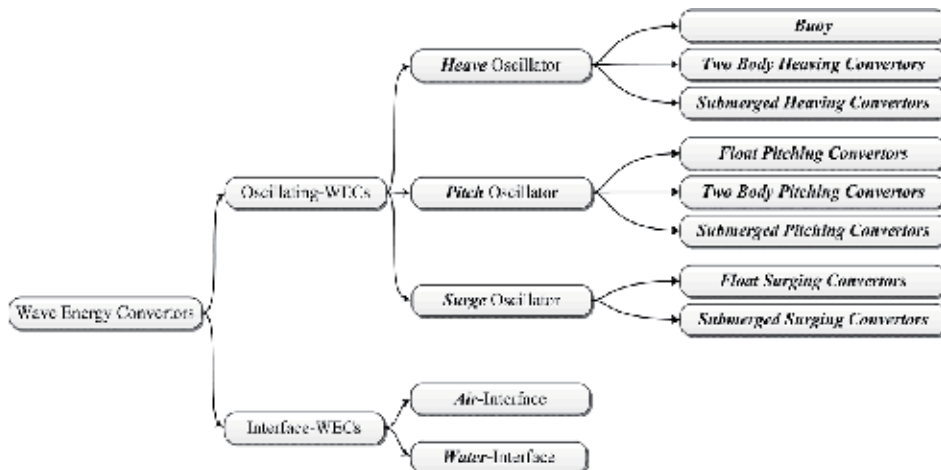 Buoy
Heave Oscillator
Two Body Heaving Convertors
Submerged Heaving Convertors
Float Pitching Convertors
Oscillating-WECs
Pitch Oscillator
Two Body Pitching Convertors
Submerged Pitching Convertors
Float Surging Convertors
Wave Energy Convertors
Surge Oscillator
Submerged Surging Convertors
Air-Interface
Interface-WECs
Water-Interface